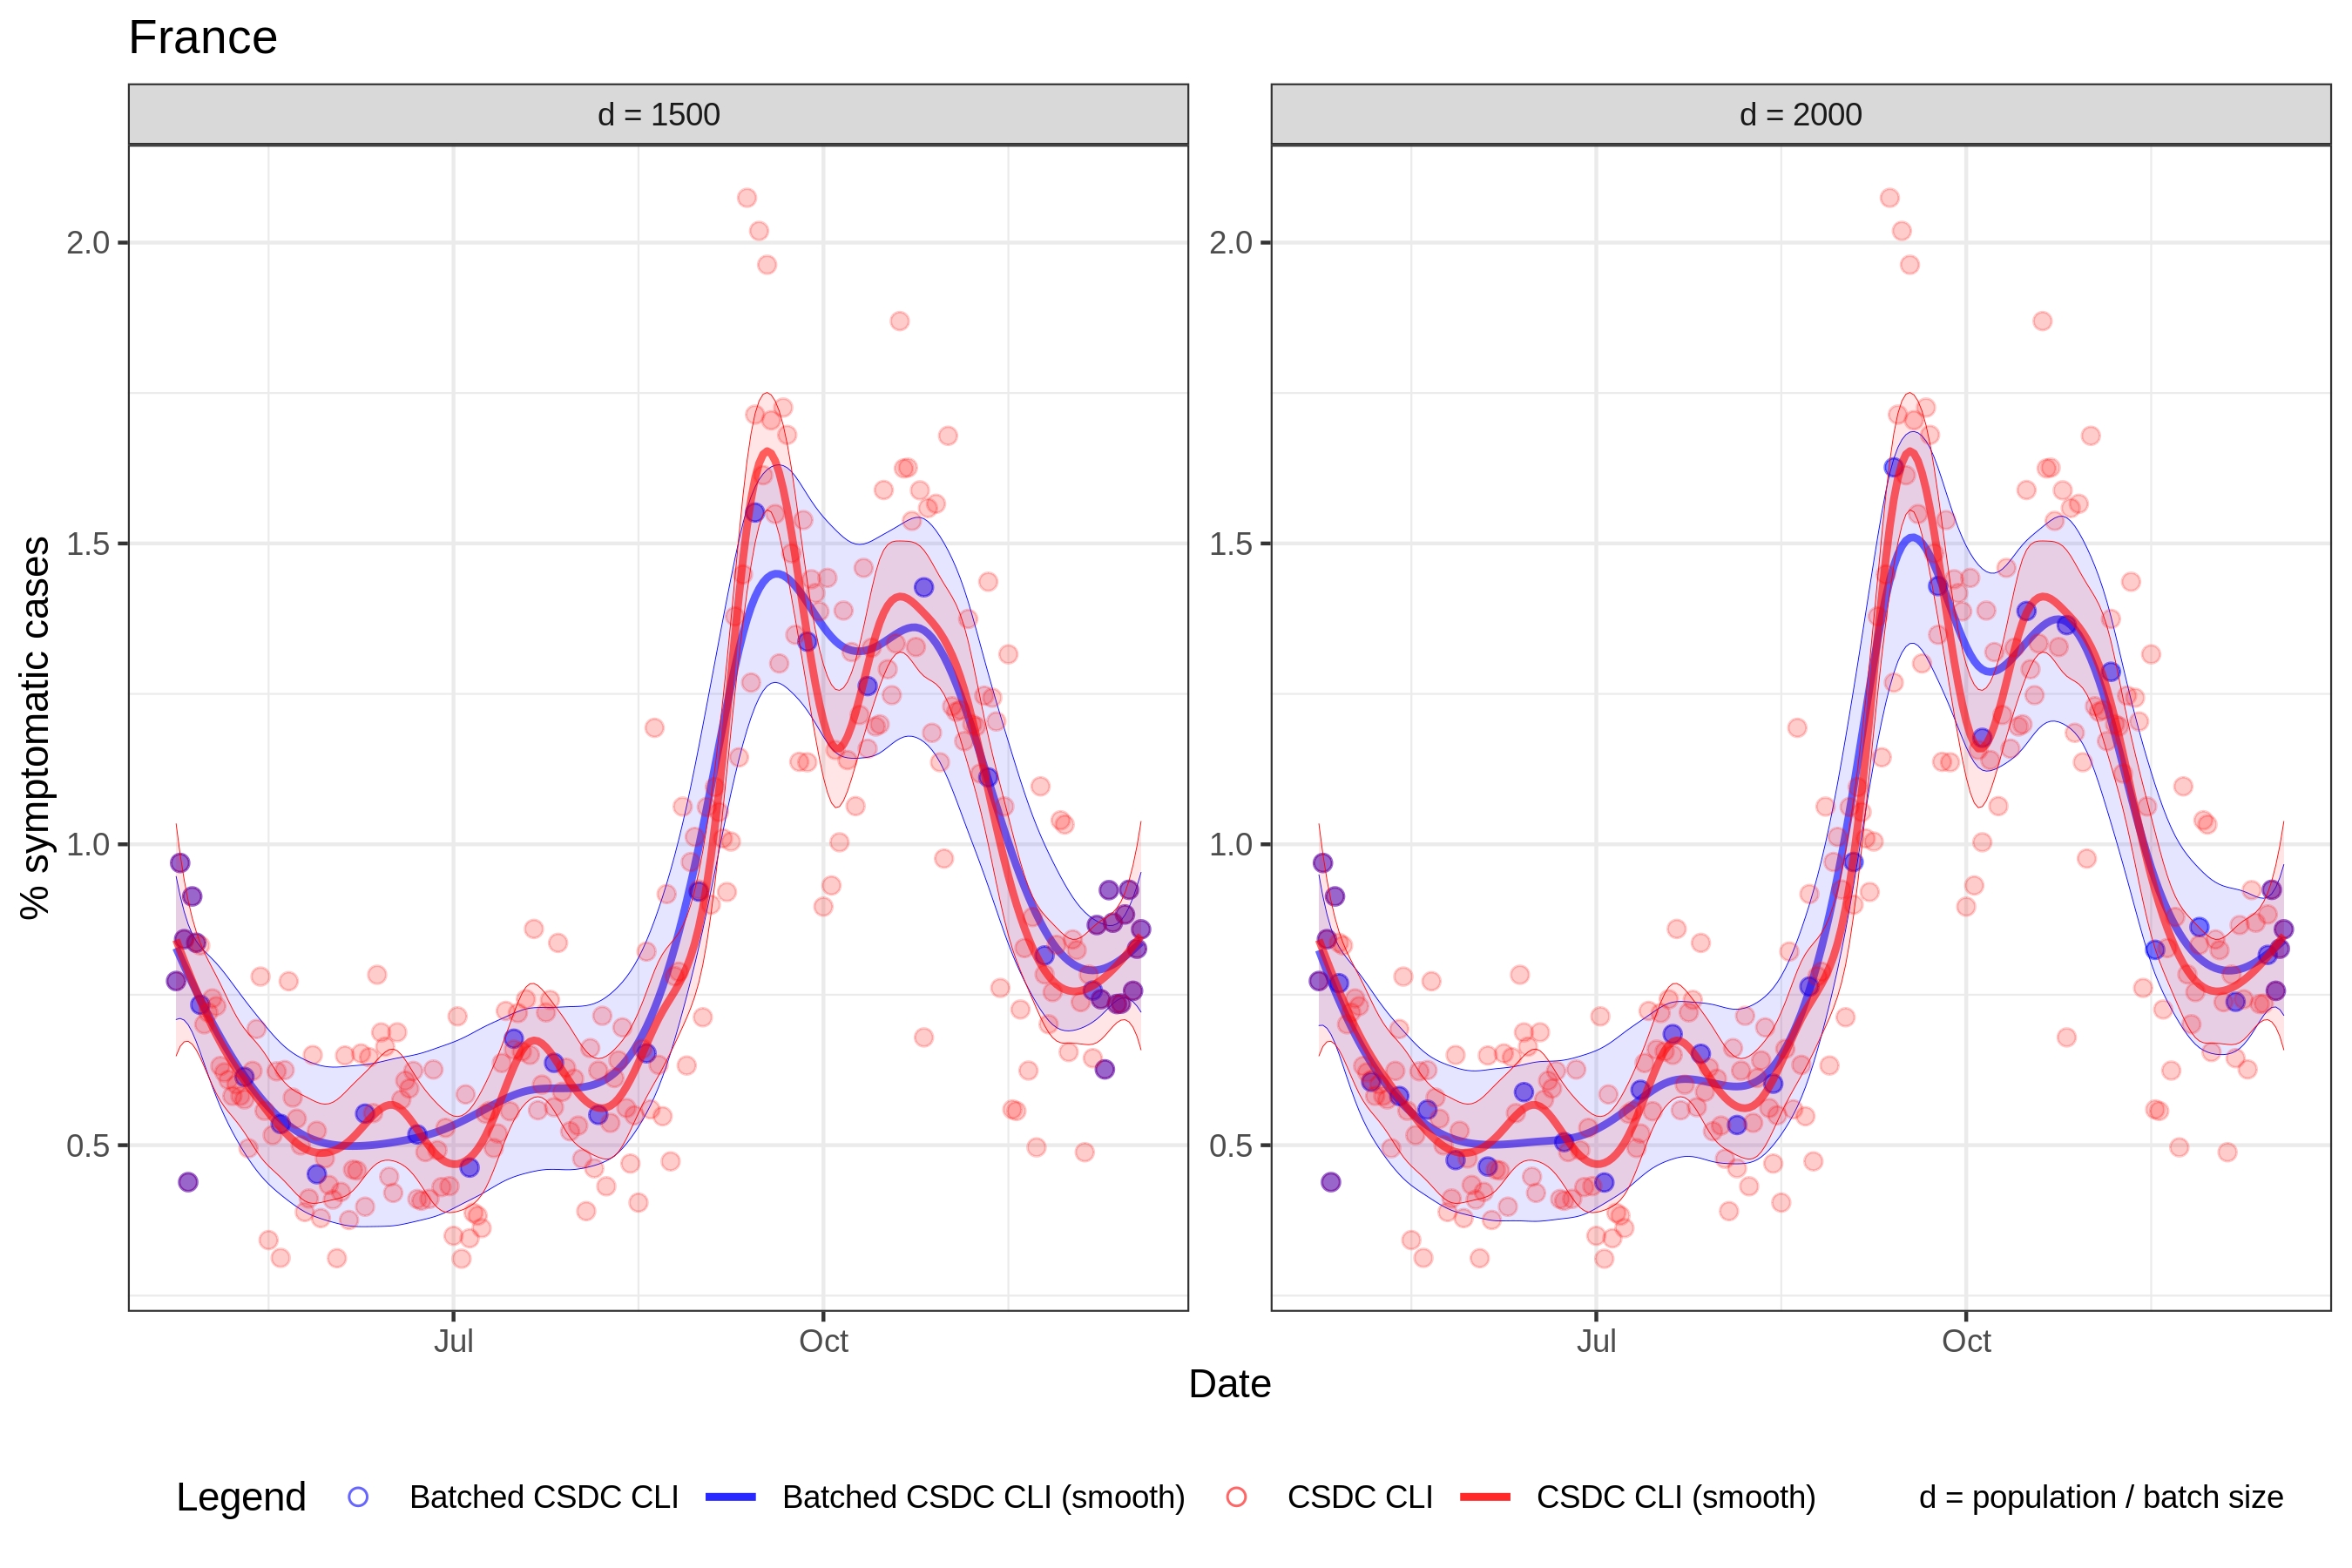 France
d = 1500
d = 2000
% symptomatic cases
2.0
1.5
1.0
0.5
2.0
1.5
1.0
0.5
Jul
Oct
Jul
Oct
Date
Legend
Batched CSDC CLI
Batched CSDC CLI (smooth)
CSDC CLI
CSDC CLI (smooth)
d = population / batch size